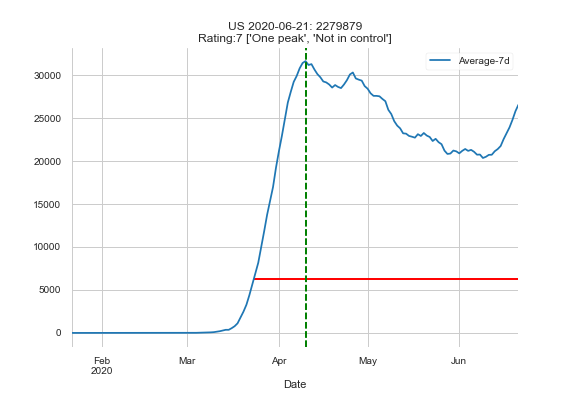 US 2020-06-21: 2279879
Rating:7 ['One peak', 'Not in control']
Average-7d
30000
25000
20000
15000
10000
5000
0
Feb
2020
Mar
Apr
May
Jun
Date